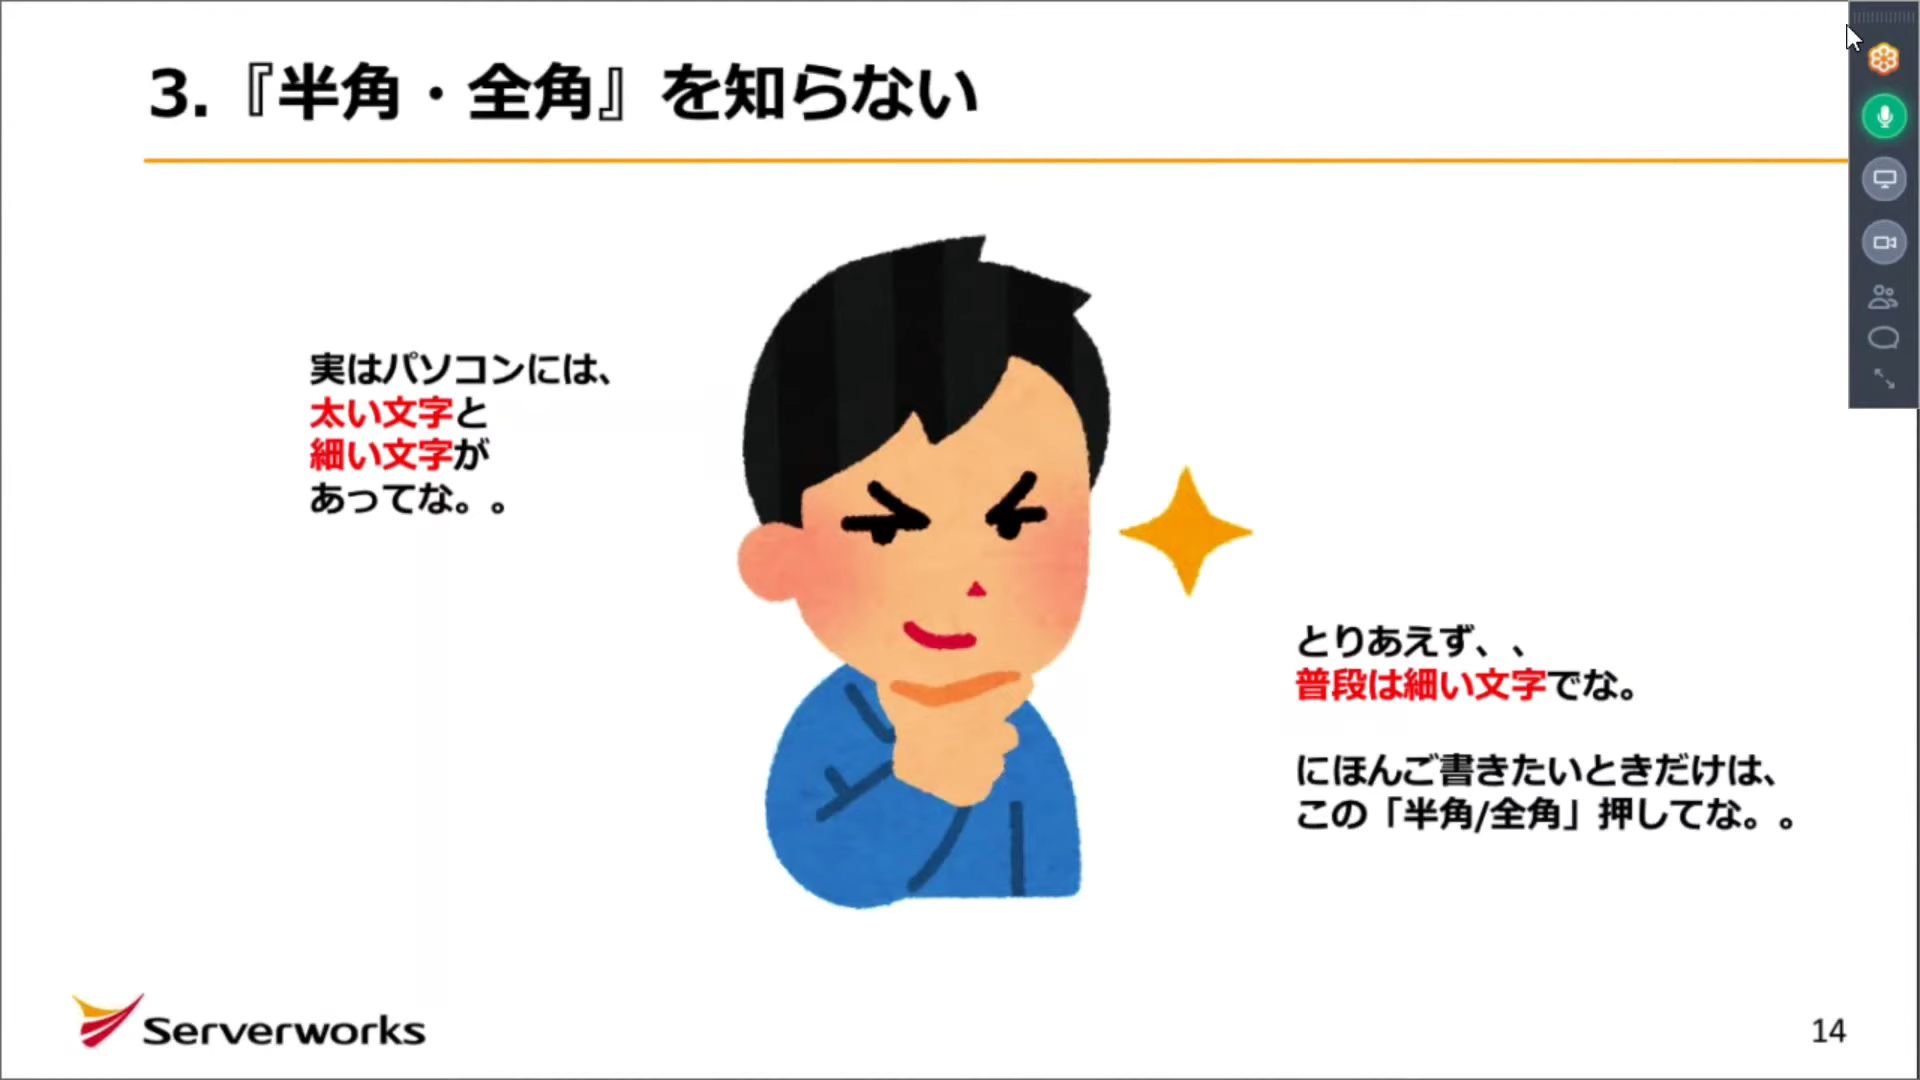 3.『半角・全角』を知らない
実はパソコンには、
太い文字と
細い文字が
あってな。。
とりあえず、、
普段は細い文字でな。
にほんご書きたいときだけは、
この「半角/全角」押してな。。
Serverworks
14